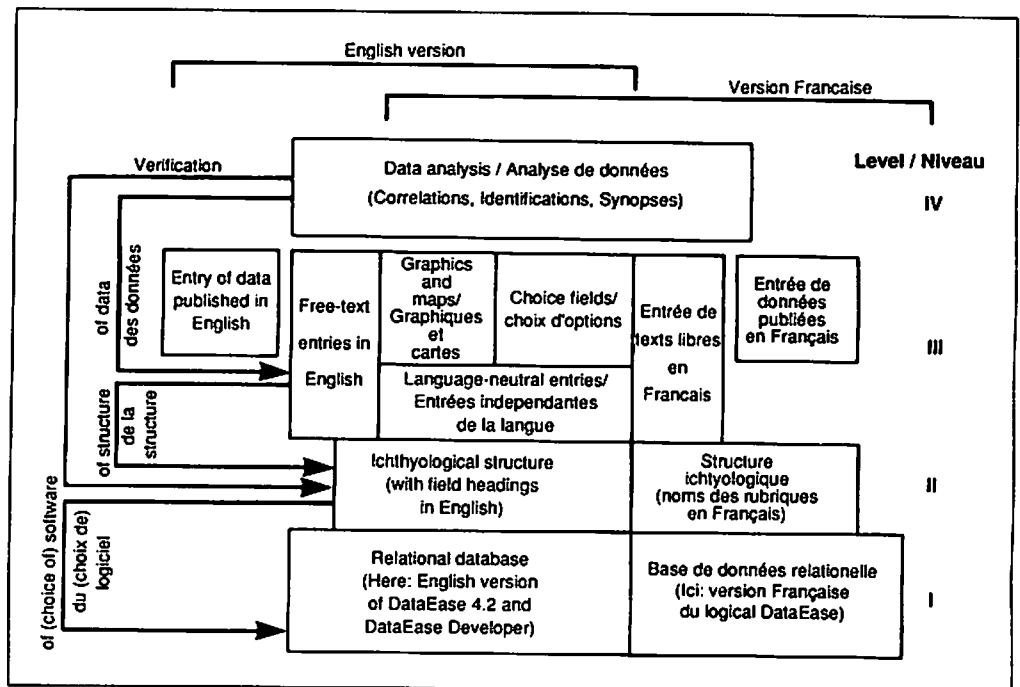 English version
Version Francaise
Verification
Data analysis / Analyse de données
(Correlations, Identifications, Synopses)
Level / Niveau
IV
of data
des données
Entry of data
published in
English
Free-text
entries in
English
Graphics
and
maps/
Graphiques
et
cartes
Choice fields/
choix d'options
Entrée de
texts libres
en
Francais
Entrée de
données
publiées
en Français
III
Language-neutral entries/
Entrées independantes
de la langue
of structure
de la
structure
Ichthyological structure
(with field headings
in English)
Structure
ichtyologique
(noms des rubriques
en Français)
II
of (choice of) software
du (choix de)
logiciel
Relational database
(Here: English version
of DataEase 4.2 and
DataEase Developer)
Base de données relationelle
(Ici: version Française
du logical DataEase)
I